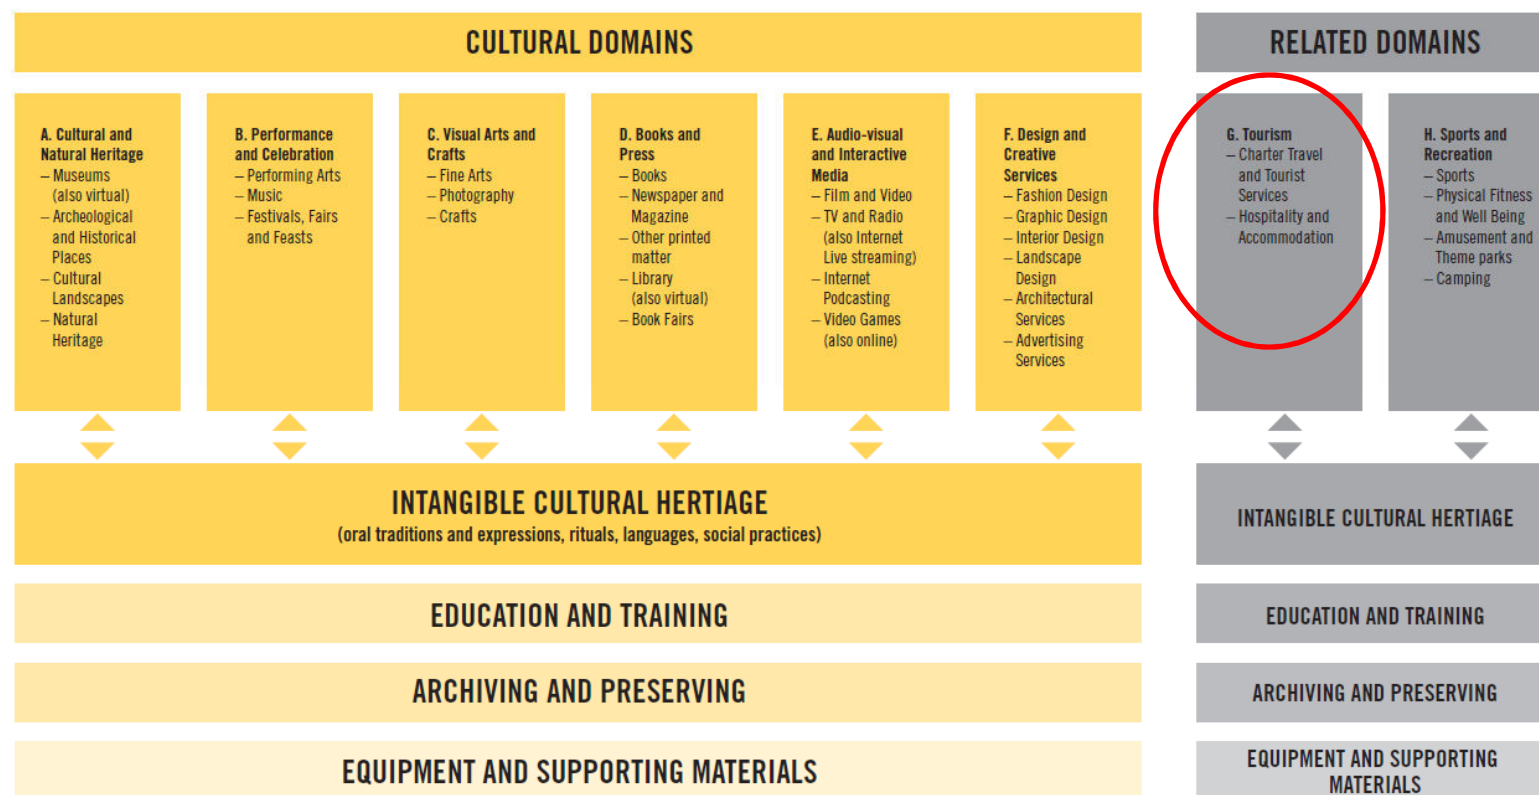 CULTURAL DOMAINS
RELATED DOMAINS
A. Cultural and
Natural Heritage
– Museums
(also virtual)
– Archeological
and Historical
Places
– Cultural
Landscapes
– Natural
Heritage
B. Performance
and Celebration
– Performing Arts
– Music
– Festivals, Fairs
and Feasts
C. Visual Arts and
Crafts
– Fine Arts
– Photography
– Crafts
D. Books and
Press
– Books
– Newspaper and
Magazine
– Other printed
matter
– Library
(also virtual)
– Book Fairs
E. Audio-visual
and Interactive
Media
– Film and Video
– TV and Radio
(also Internet
Live streaming)
– Internet
Podcasting
– Video Games
(also online)
F. Design and
Creative
Services
– Fashion Design
– Graphic Design
– Interior Design
– Landscape
Design
– Architectural
Services
– Advertising
Services
G. Tourism
– Charter Travel
and Tourist
Services
– Hospitality and
Accommodation
H. Sports and
Recreation
– Sports
– Physical Fitness
and Well Being
– Amusement and
Theme parks
– Camping
INTANGIBLE CULTURAL HERTIAGE
(oral traditions and expressions, rituals, languages, social practices)
INTANGIBLE CULTURAL HERTIAGE
EDUCATION AND TRAINING
EDUCATION AND TRAINING
ARCHIVING AND PRESERVING
ARCHIVING AND PRESERVING
EQUIPMENT AND SUPPORTING MATERIALS
EQUIPMENT AND SUPPORTING
MATERIALS